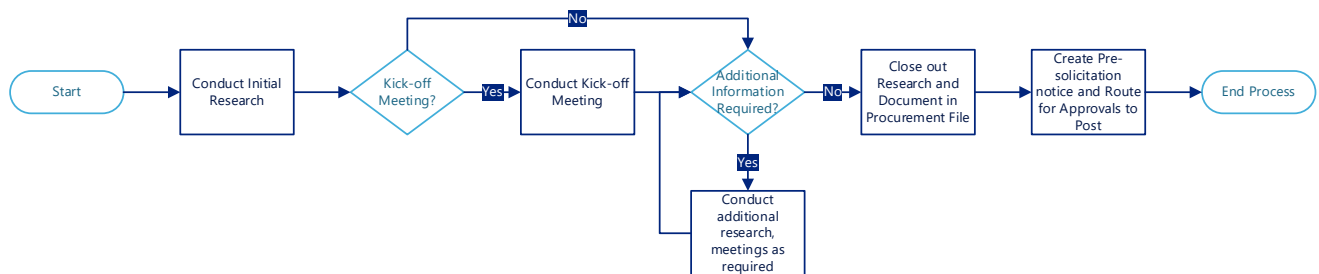 No
Start
Conduct Initial
Research
Kick-off
Meeting?
Yes
Conduct Kick-off
Meeting
Additional
Information
Required?
No
Close out
Research and
Document in
Procurement File
Create Pre-
solicitation
notice and Route
for Approvals to
Post
End Process
Yes
Conduct
additional
research,
meetings as
required